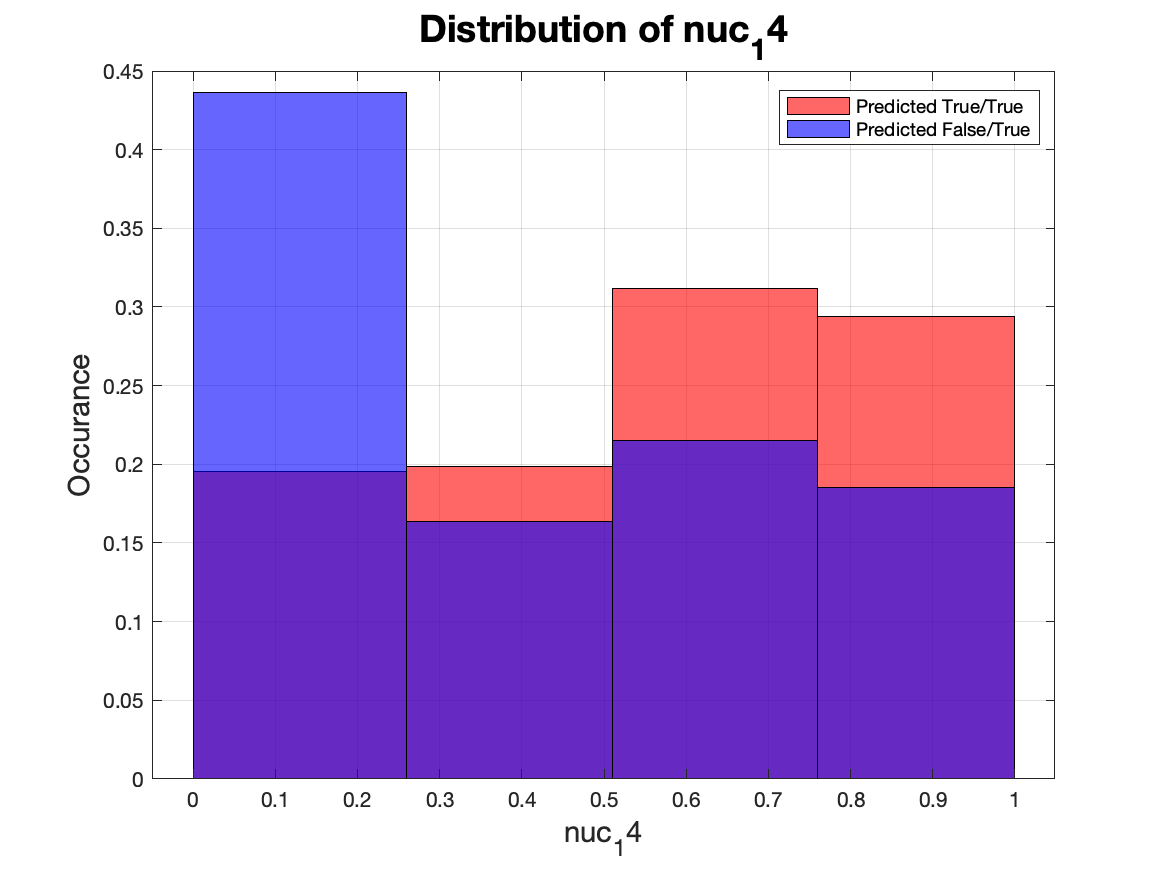 Distribution of nuc₁4
Predicted True/True
Predicted False/True
Occurance
0.45
0.4
0.35
0.3
0.25
0.2
0.15
0.1
0.05
0
0 0.1 0.2 0.3 0.4 0.5 0.6 0.7 0.8 0.9 1
nuc₁4